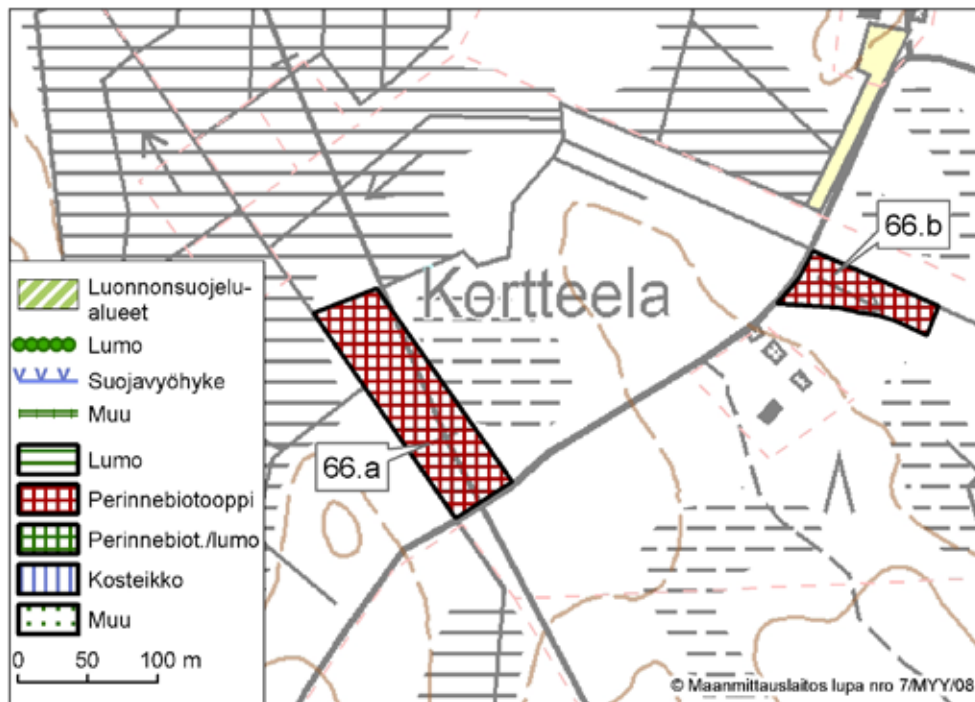 66.b
Kortteela
66.a
Luonnonsuojelu-
alueet
Lumo
Suojavyöhyke
Muu
Lumo
Perinnebiotooppi
Perinnebiot./lumo
Kosteikko
Muu
0 50 100 m
© Maanmittauslaitos lupa nro 7/MYY/08